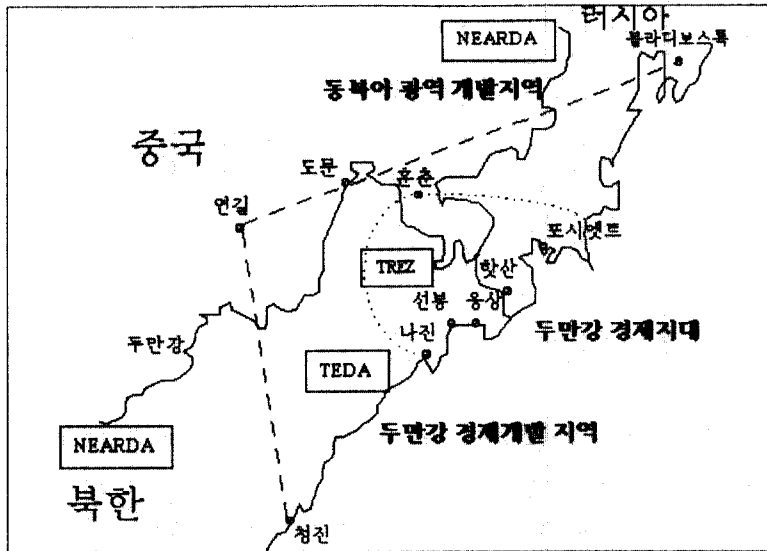 러시아
NEARDA
블라디보스톡
동북아 광역 개발지역
중국
도문
훈춘
연길
포시엣트
TREZ
핫산
선봉
웅상
두만강
나진
두만강 경제지대
TEDA
두만강 경제개발 지역
NEARDA
북한
청진